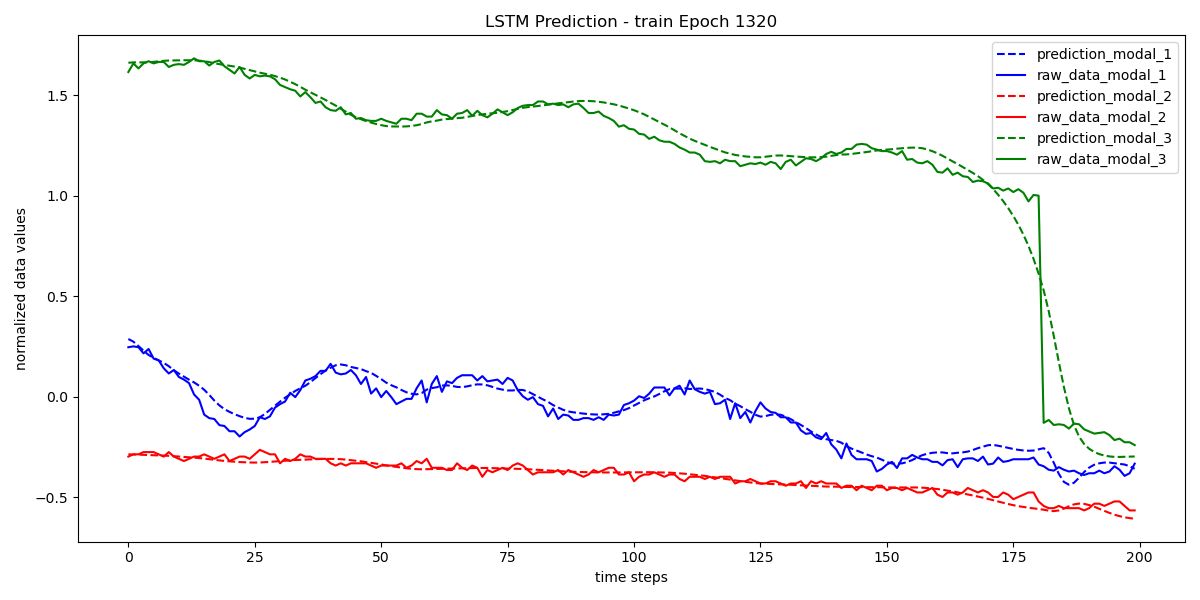 LSTM Prediction - train Epoch 1320
prediction_modal_1
raw_data_modal_1
prediction_modal_2
raw_data_modal_2
prediction_modal_3
raw_data_modal_3
normalized data values
1.5
1.0
0.5
0.0
−0.5
0 25 50 75 100 125 150 175 200
time steps